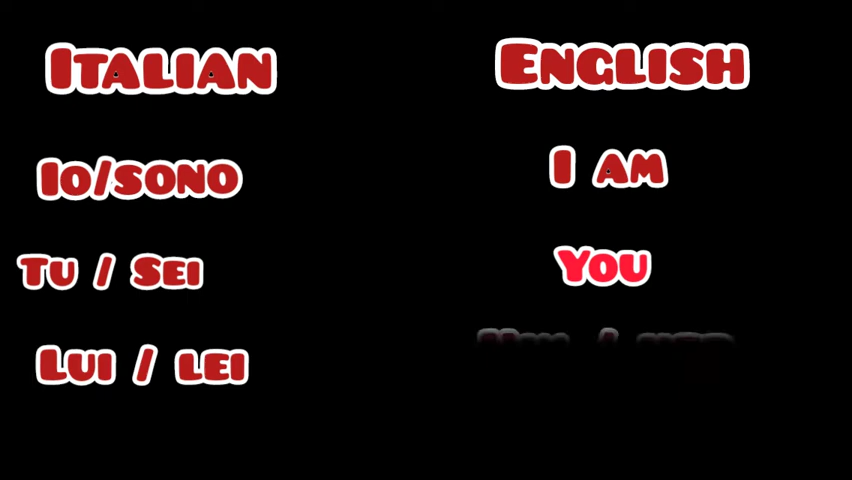 Italian English
Io/sono I am
Tu / Sei You
Lui / lei